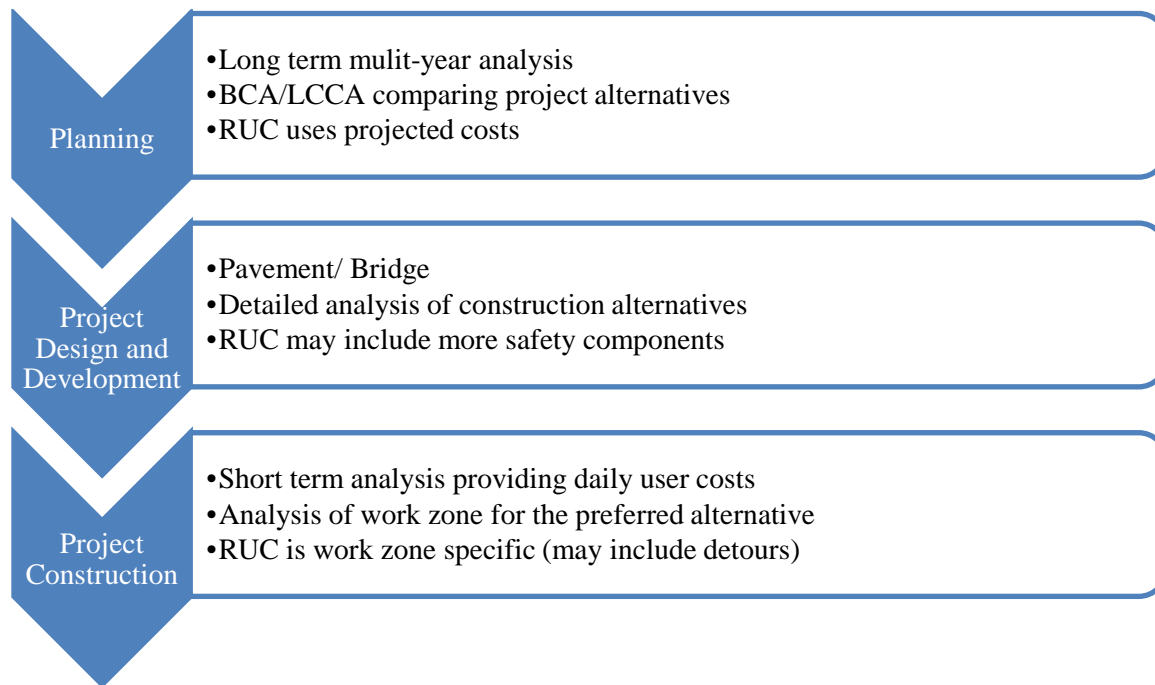 Planning
•Long term mulit-year analysis
•BCA/LCCA comparing project alternatives
•RUC uses projected costs
Project
Design and
Development
•Pavement/ Bridge
•Detailed analysis of construction alternatives
•RUC may include more safety components
Project
Construction
•Short term analysis providing daily user costs
•Analysis of work zone for the preferred alternative
•RUC is work zone specific (may include detours)